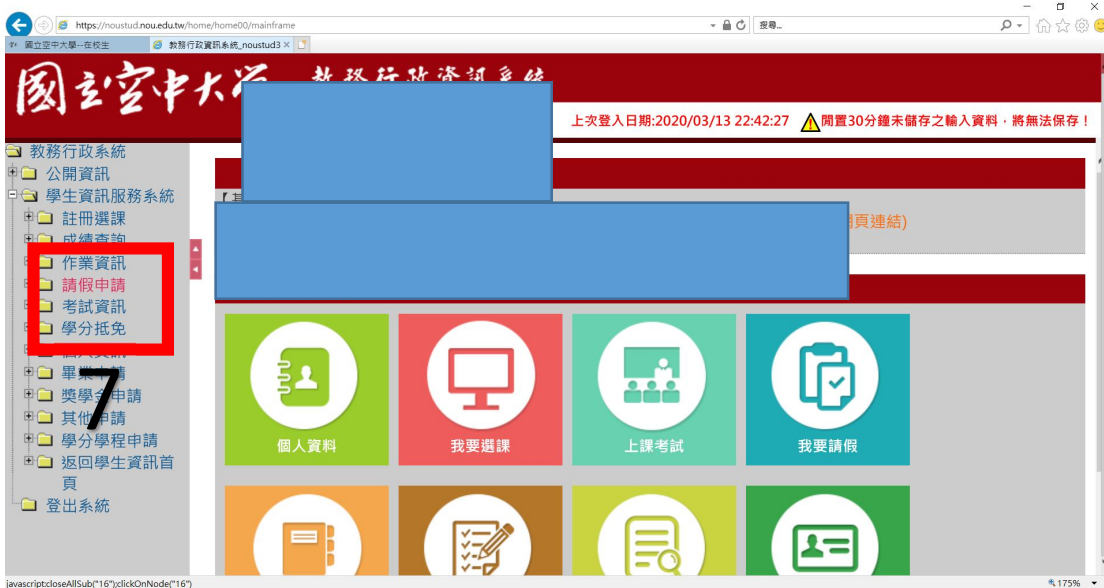 https://noustud.nou.edu.tw/home/home00/mainframe
搜尋...
國立空中大學--在校生
教務行政資訊系統_noustud3
國立空中大學
教務行政資訊系統
上次登入日期:2020/03/13 22:42:27
閒置30分鐘未儲存之輸入資料，將無法保存！
教務行政系統
公開資訊
學生資訊服務系統
註冊選課
成績查詢
作業資訊
請假申請
考試資訊
學分抵免
個人資訊
畢業申請
獎學金申請
其他申請
學分學程申請
返回學生資訊首
頁
登出系統
7
【其
頁連結)
個人資料
我要選課
上課考試
我要請假
javascript:closeAllSub("16");clickOnNode("16")
175%